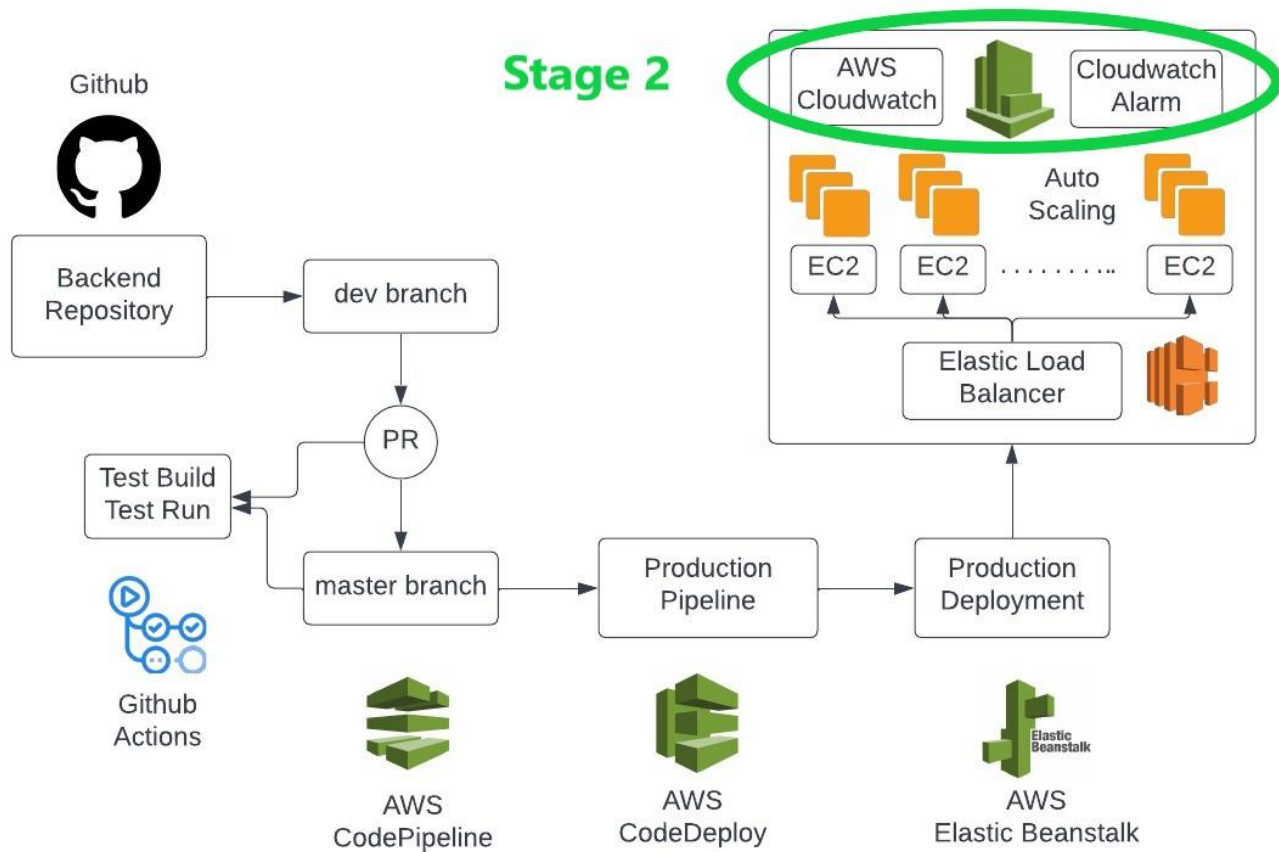 Stage 2
AWS
Cloudwatch
Cloudwatch
Alarm
Github
Auto
Scaling
EC2
EC2
. . . . . . . . . ..
EC2
Backend
Repository
dev branch
Elastic Load
Balancer
PR
Test Build
Test Run
master branch
Production
Pipeline
Production
Deployment
Github
Actions
Elastic
Beanstalk
AWS
CodePipeline
AWS
CodeDeploy
AWS
Elastic Beanstalk